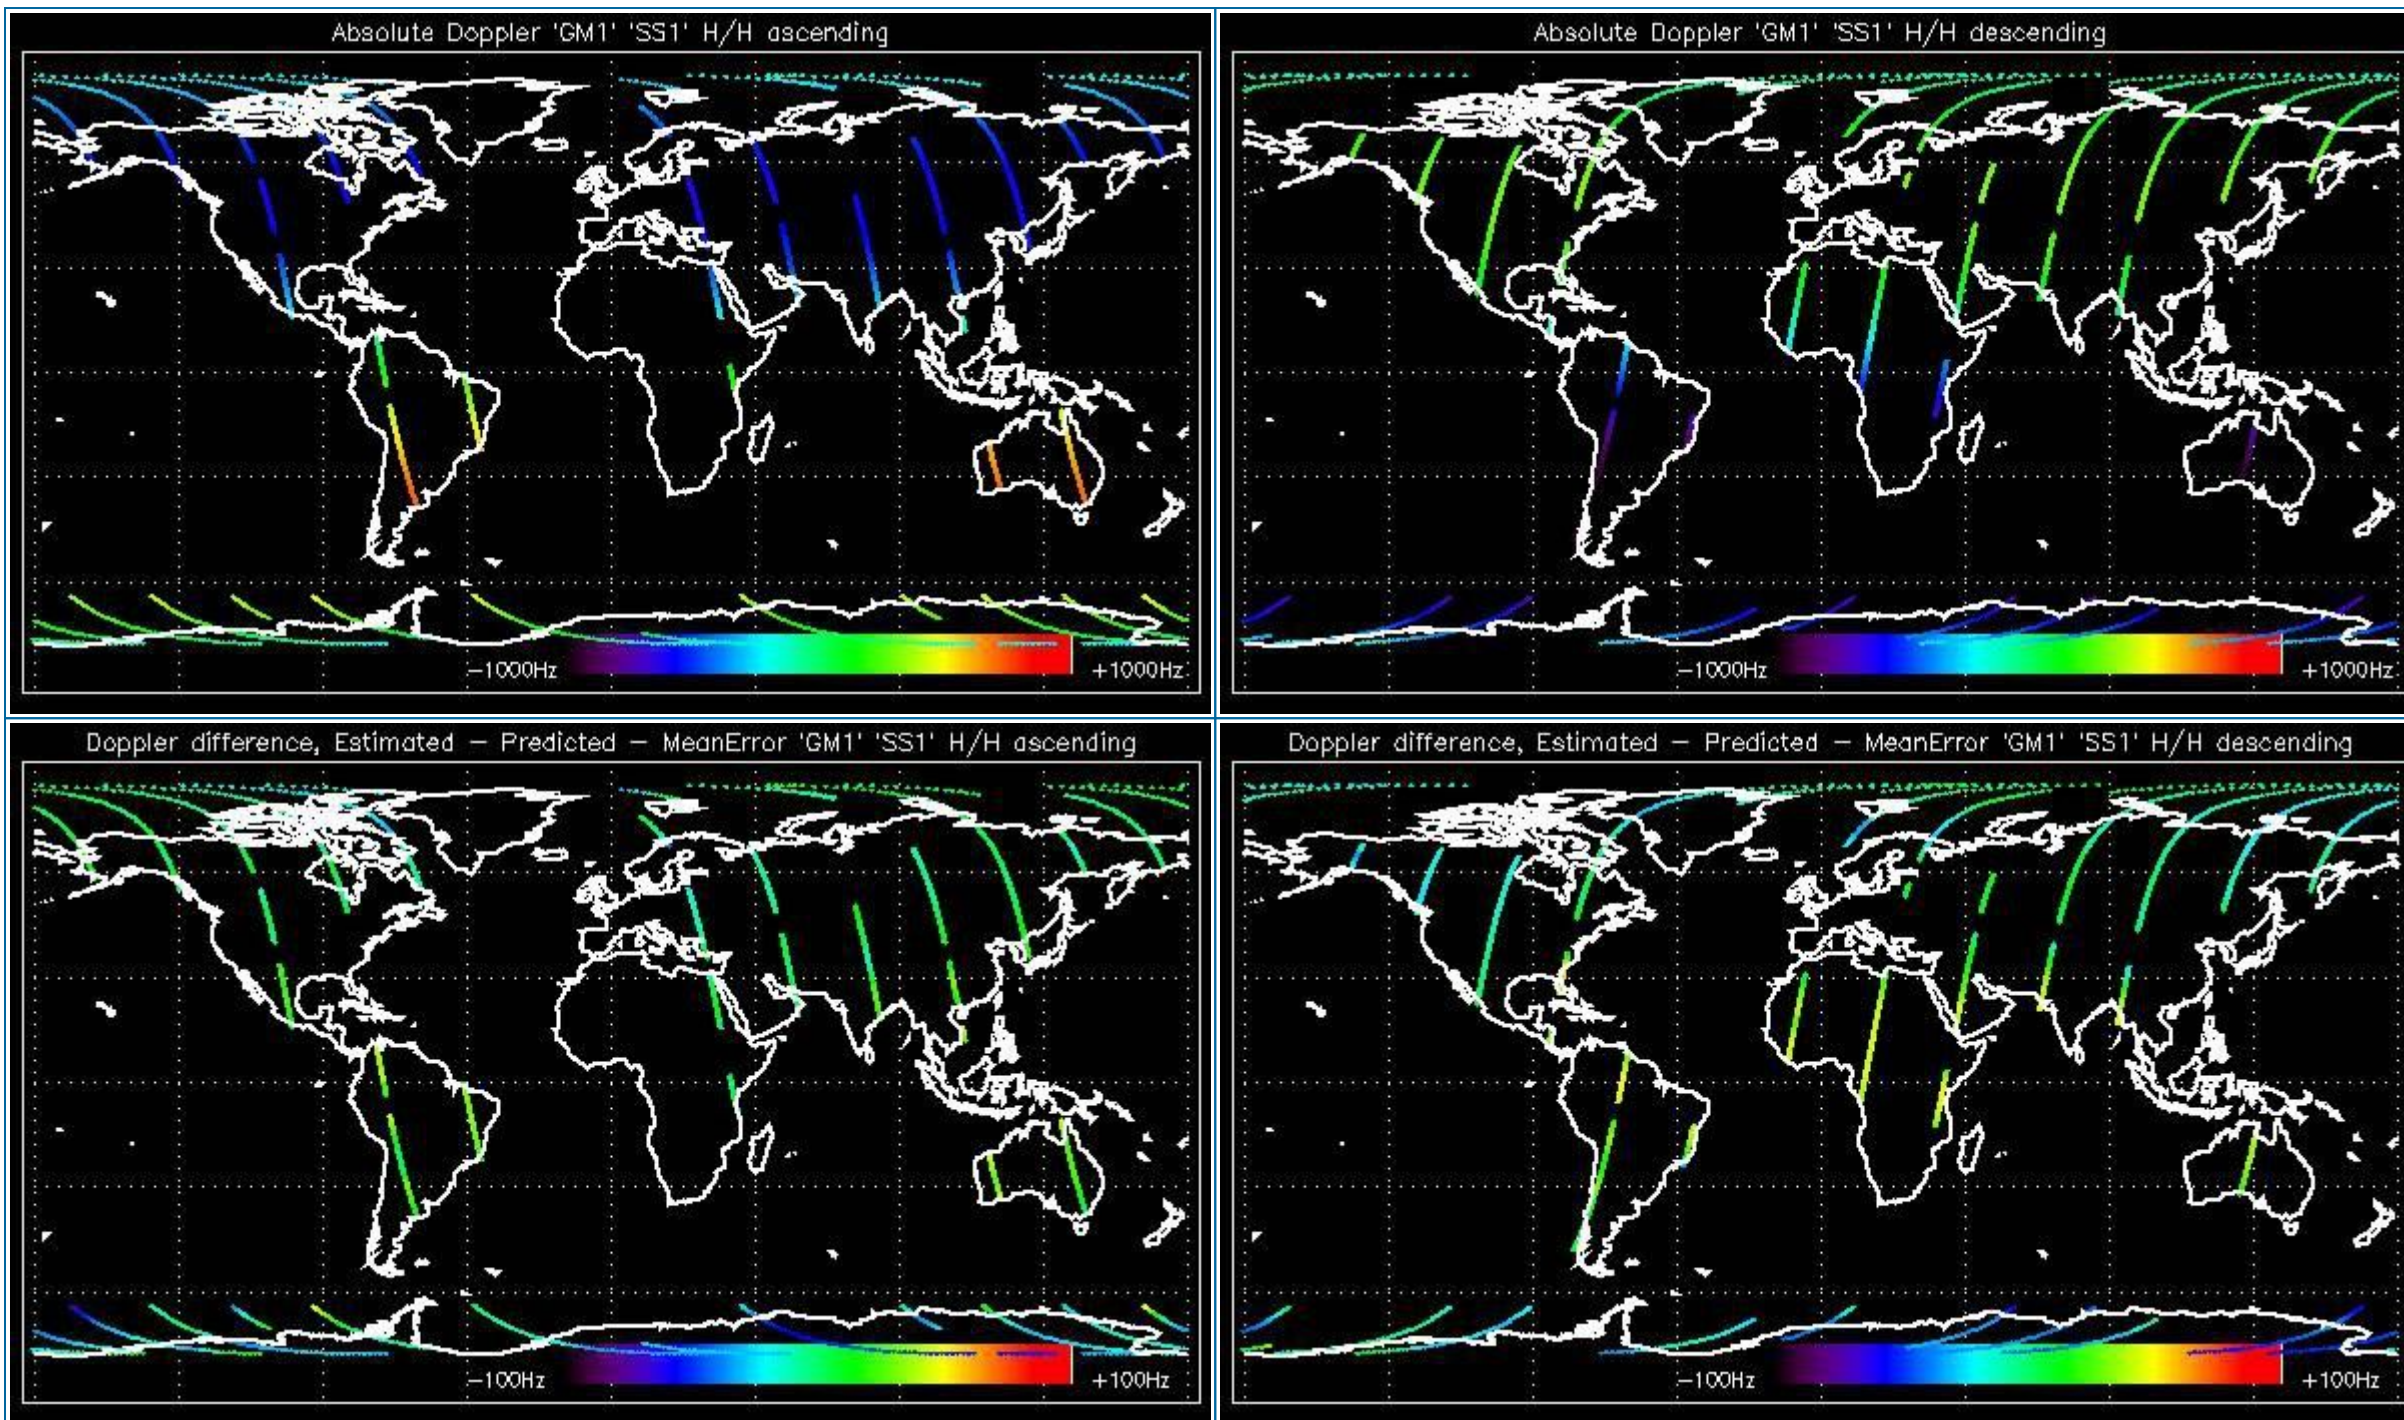 Absolute Doppler 'GM1' 'SS1' H/H ascending
-1000Hz
+1000Hz
Absolute Doppler 'GM1' 'SS1' H/H descending
-1000Hz
+1000Hz
Doppler difference, Estimated - Predicted - MeanError 'GM1' 'SS1' H/H ascending
-100Hz
+100Hz
Doppler difference, Estimated - Predicted - MeanError 'GM1' 'SS1' H/H descending
-100Hz
+100Hz